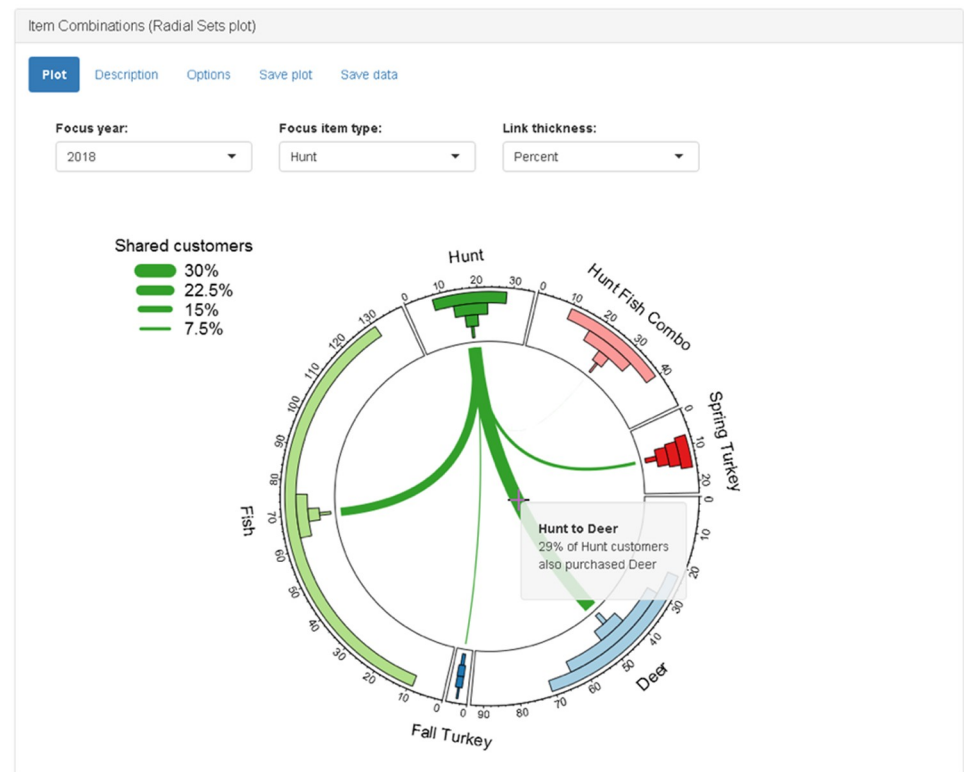 Item Combinations (Radial Sets plot)
Plot Description Options Save plot Save data
Focus year: Focus item type: Link thickness:
2018 Hunt Percent
Shared customers
30%
22.5%
15%
7.5%
Hunt
10 20 30
Hunt Fish Combo
0 10 20 30 40
Spring Turkey
0 10 20
Deer
0 10 20 30 40 50 60 70 80 90
Fall Turkey
0
Fish
0 10 20 30 40 50 60 70 80 90 100 110 120 130
0
Hunt to Deer
29% of Hunt customers
also purchased Deer